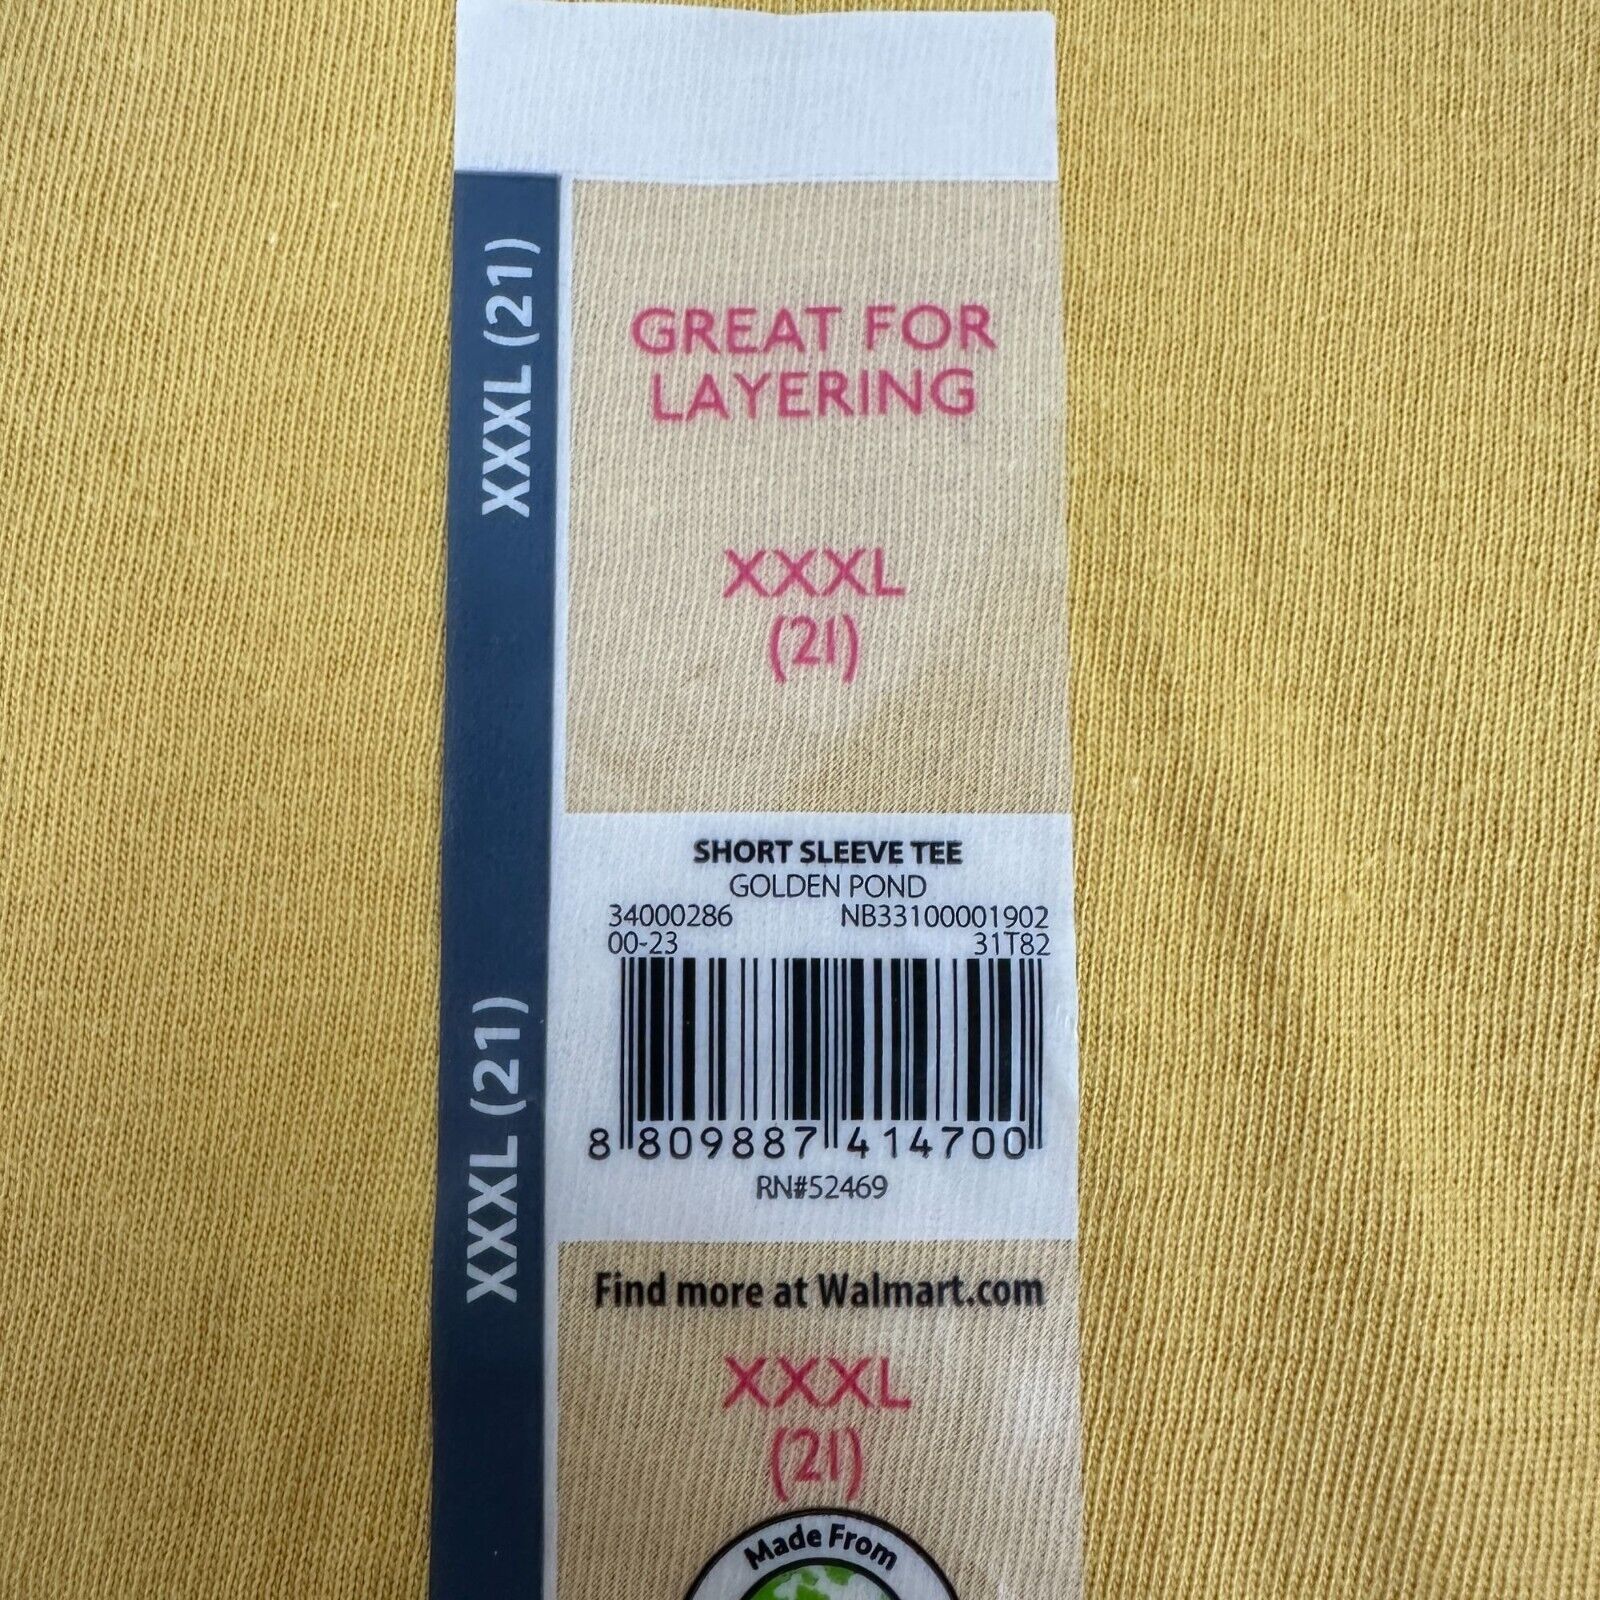 XXXL (21)
GREAT FOR
LAYERING
XXXL
(21)
SHORT SLEEVE TEE
GOLDEN POND
34000286 NB33100001902
00-23 31T82
8 809887 414700
RN#52469
XXXL (21)
Find more at Walmart.com
XXXL
(21)
Made From